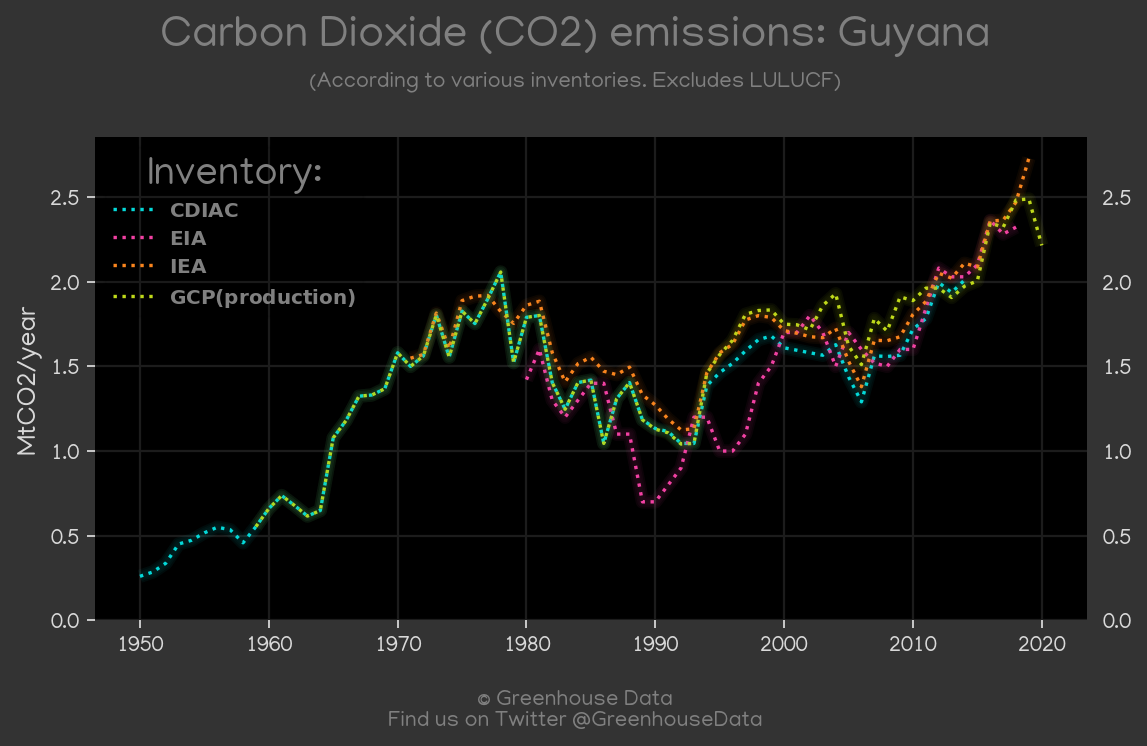 Carbon Dioxide (CO2) emissions: Guyana
(According to various inventories. Excludes LULUCF)
Inventory:
CDIAC
EIA
IEA
GCP(production)
MtCO2/year
2.5
2.0
1.5
1.0
0.5
0.0
2.5
2.0
1.5
1.0
0.5
0.0
1950 1960 1970 1980 1990 2000 2010 2020
© Greenhouse Data
Find us on Twitter @GreenhouseData